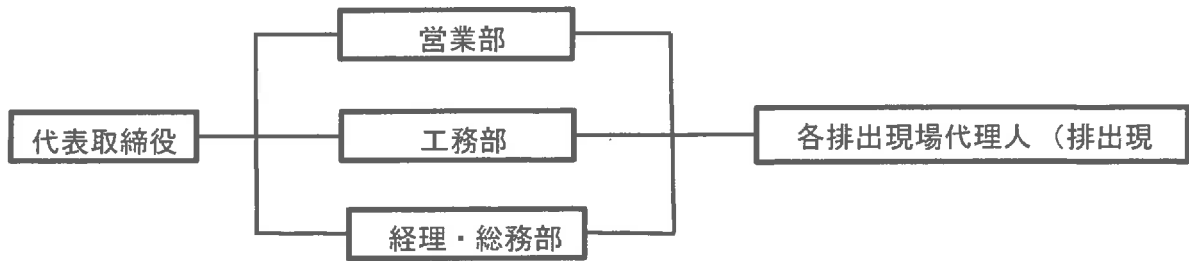 営業部
代表取締役
工務部
各排出現場代理人（排出現
経理・総務部